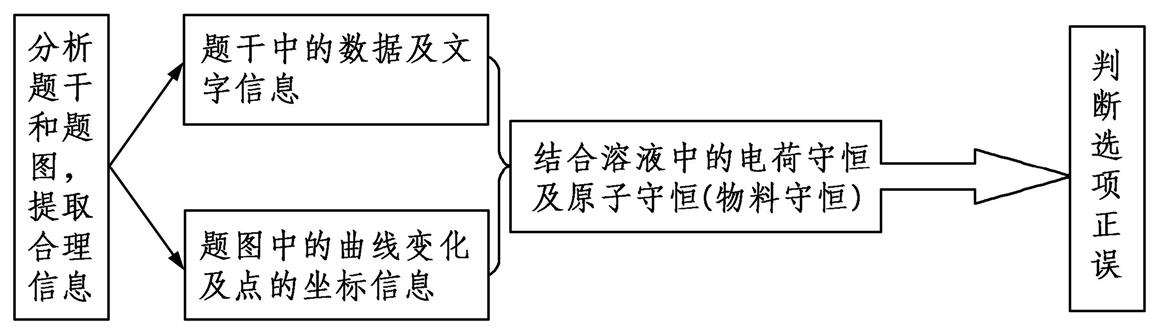 分析
题干
和题
图，
提取
合理
信息
题干中的数据及文
字信息
题图中的曲线变化
及点的坐标信息
结合溶液中的电荷守恒
及原子守恒(物料守恒)
判
断
选
项
正
误